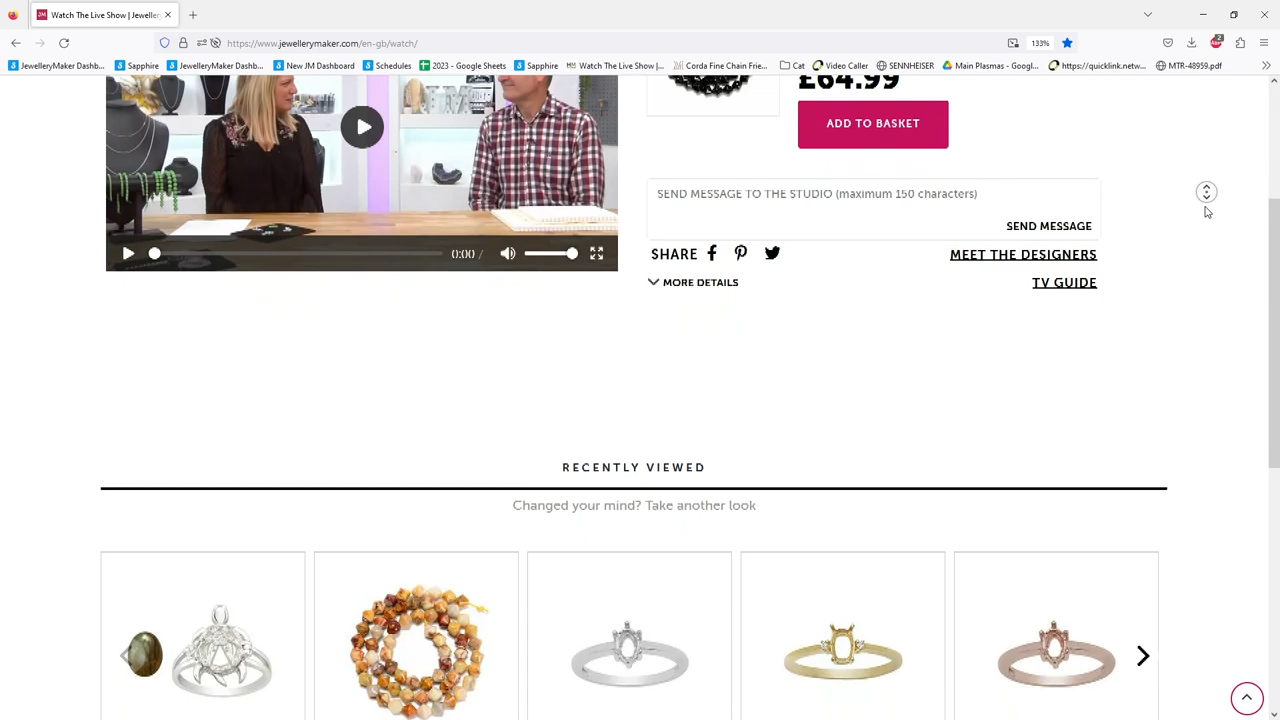 Watch The Live Show | Jeweller
https://www.jewellerymaker.com/en-gb/watch/
133%
2
JewelleryMaker Dashb...
Sapphire
JewelleryMaker Dashb...
New JM Dashboard
Schedules
2023 - Google Sheets
Sapphire
Watch The Live Show |...
Corda Fine Chain Frie...
Cat
Video Caller
SENNHEISER
Main Plasmas - Googl...
https://quicklink.netw...
MTR-48959.pdf
£64.99
ADD TO BASKET
SEND MESSAGE TO THE STUDIO (maximum 150 characters)
SEND MESSAGE
0:00 /
SHARE
MEET THE DESIGNERS
MORE DETAILS
TV GUIDE
RECENTLY VIEWED
Changed your mind? Take another look